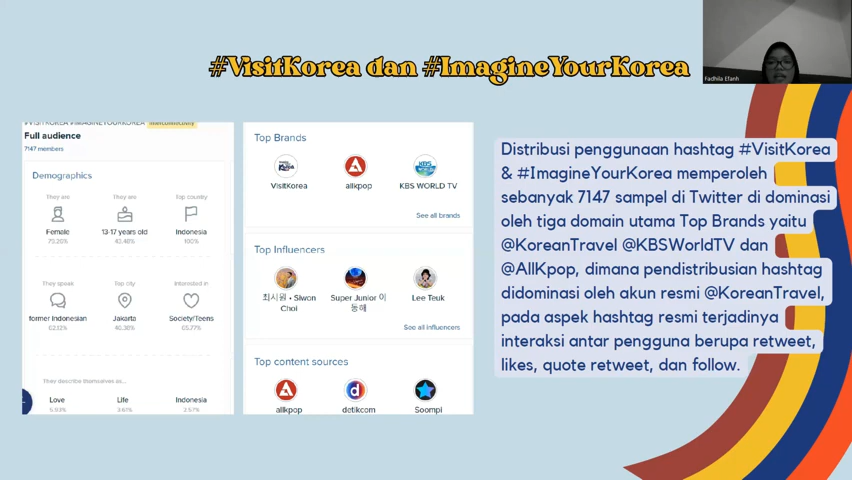 #VisitKorea dan #ImagineYourKorea
Fadhila Efanh
#VISITKOREA #IMAGINEYOURKOREA
Full audience
7147 members
Demographics
They are
They are
Top country
Female
13-17 years old
Indonesia
40.48%
100%
They speak
Top city
Interested in
former Indonesian
Jakarta
Society/Teens
62.12%
40.38%
65.77%
They describe themselves as...
Love
Life
Indonesia
5.93%
3.61%
2.57%
Top Brands
VisitKorea
allkpop
KBS WORLD TV
See all brands
Top Influencers
최시원 • Siwon Choi
Super Junior 이동해
Lee Teuk
See all influencers
Top content sources
allkpop
detikcom
Soompi
Distribusi penggunaan hashtag #VisitKorea
& #ImagineYourKorea memperoleh
sebanyak 7147 sampel di Twitter di dominasi
oleh tiga domain utama Top Brands yaitu
@KoreanTravel @KBSWorldTV dan
@AllKpop, dimana pendistribusian hashtag
didominasi oleh akun resmi @KoreanTravel,
pada aspek hashtag resmi terjadinya
interaksi antar pengguna berupa retweet,
likes, quote retweet, dan follow.